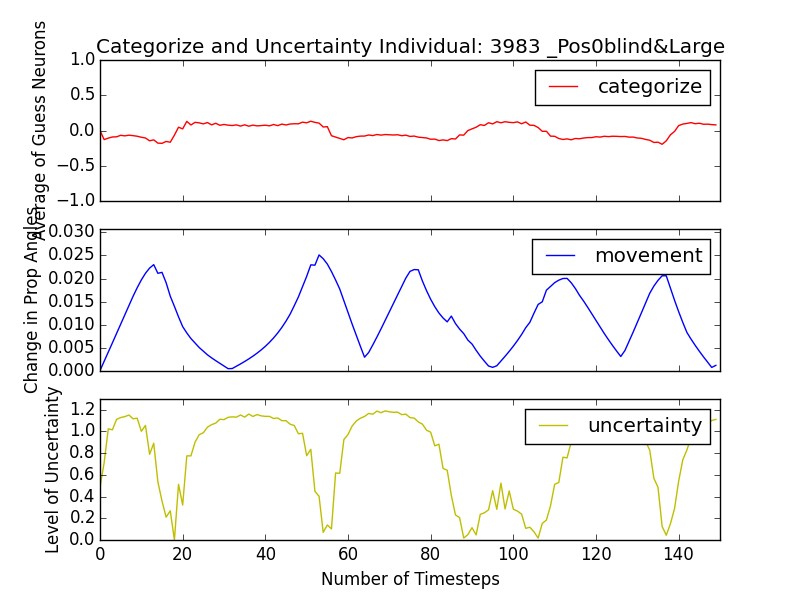 Categorize and Uncertainty Individual: 3983 _Pos0blind&Large
Average of Guess Neurons
1.0
0.5
0.0
−0.5
−1.0
categorize
Change in Prop Angles
0.030
0.025
0.020
0.015
0.010
0.005
0.000
movement
Level of Uncertainty
1.2
1.0
0.8
0.6
0.4
0.2
0.0
uncertainty
0 20 40 60 80 100 120 140
Number of Timesteps